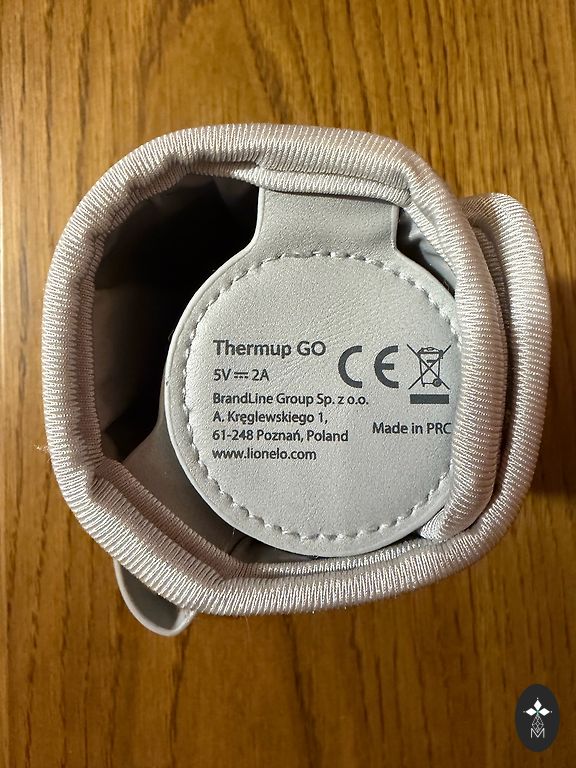 Thermup GO
5V⎓2A
BrandLine Group Sp. z o.o.
A. Kręglewskiego 1,
61-248 Poznań, Poland
www.lionelo.com
CE
Made in PRC
M